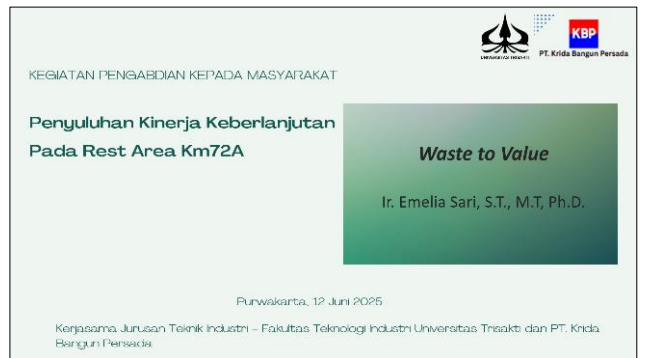 UNIVERSITAS TRISAKTI
KBP
PT. Krida Bangun Persada
KEGIATAN PENGABDIAN KEPADA MASYARAKAT
Penyuluhan Kinerja Keberlanjutan
Pada Rest Area Km72A
Waste to Value
Ir. Emelia Sari, S.T., M.T, Ph.D.
Purwakarta, 12 Juni 2025
Kerjasama Jurusan Teknik Industri – Fakultas Teknologi Industri Universitas Trisakti dan PT. Krida
Bangun Persada